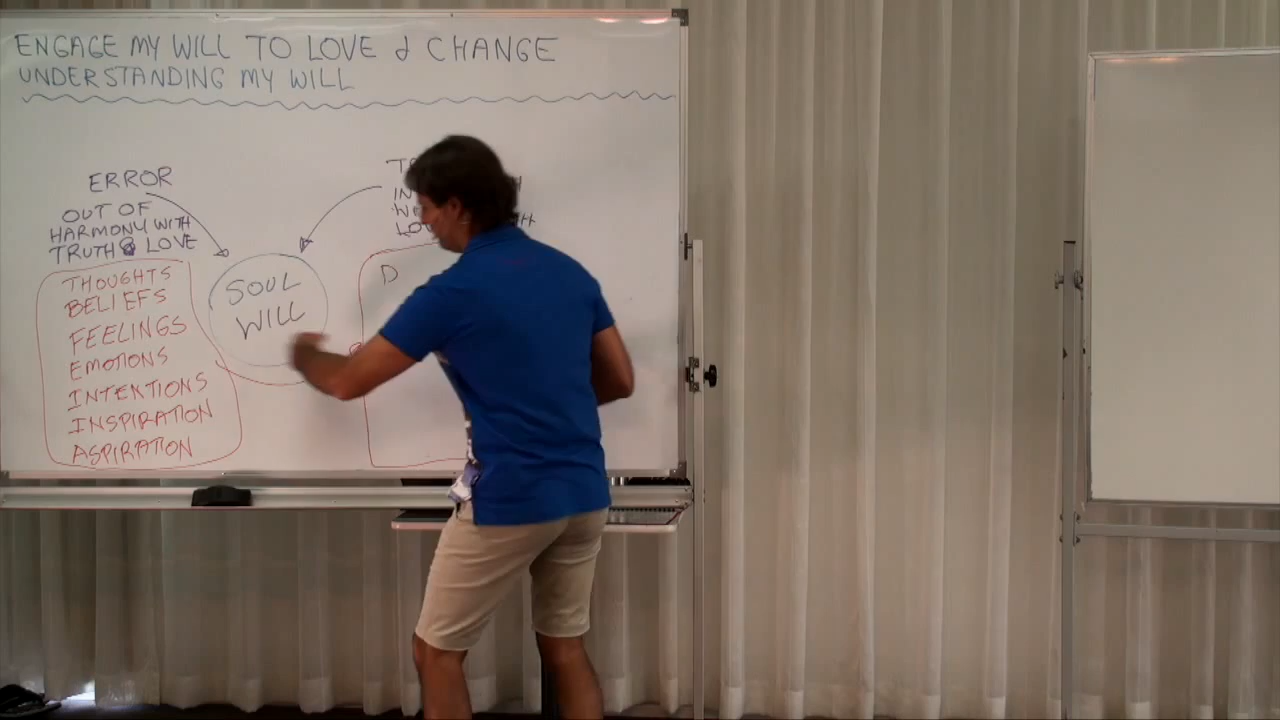 ENGAGE MY WILL TO LOVE & CHANGE
UNDERSTANDING MY WILL
ERROR
OUT OF
HARMONY WITH
TRUTH & LOVE
THOUGHTS
BELIEFS
FEELINGS
EMOTIONS
INTENTIONS
INSPIRATION
ASPIRATION
SOUL
WILL
D